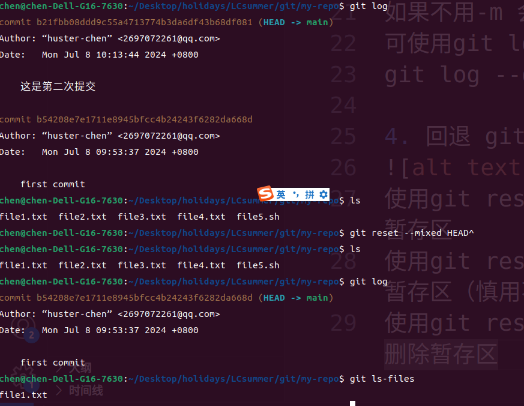 chen@chen-Dell-G16-7630:~/Desktop/holidays/LCsummer/git/my-repo$ git log
commit b21fbb08ddd9c55a4713774b3da6df43b68df081 (HEAD -> main)
Author: “huster-chen” <2697072261@qq.com>
Date: Mon Jul 8 10:13:44 2024 +0800
这是第二次提交
commit b54208e7e1711e8945bfcc4b24243f6282da668d
Author: “huster-chen” <2697072261@qq.com>
Date: Mon Jul 8 09:53:37 2024 +0800
first commit
chen@chen-Dell-G16-7630:~/Desktop/holidays/LCsummer/git/my-repo$ ls
file1.txt file2.txt file3.txt file4.txt file5.sh
chen@chen-Dell-G16-7630:~/Desktop/holidays/LCsummer/git/my-repo$ git reset --mixed HEAD^
chen@chen-Dell-G16-7630:~/Desktop/holidays/LCsummer/git/my-repo$ ls
file1.txt file2.txt file3.txt file4.txt file5.sh
chen@chen-Dell-G16-7630:~/Desktop/holidays/LCsummer/git/my-repo$ git log
commit b54208e7e1711e8945bfcc4b24243f6282da668d (HEAD -> main)
Author: “huster-chen” <2697072261@qq.com>
Date: Mon Jul 8 09:53:37 2024 +0800
first commit
chen@chen-Dell-G16-7630:~/Desktop/holidays/LCsummer/git/my-repo$ git ls-files
file1.txt
21 如果不用-m
22 可使用git l
23 git log --
24
25 4. 回退 git
26 ![alt text
27 使用git res
暂存区
28 使用git res
暂存区（慎用
29 使用git res
删除暂存区
S 英 拼
大纲
时间线